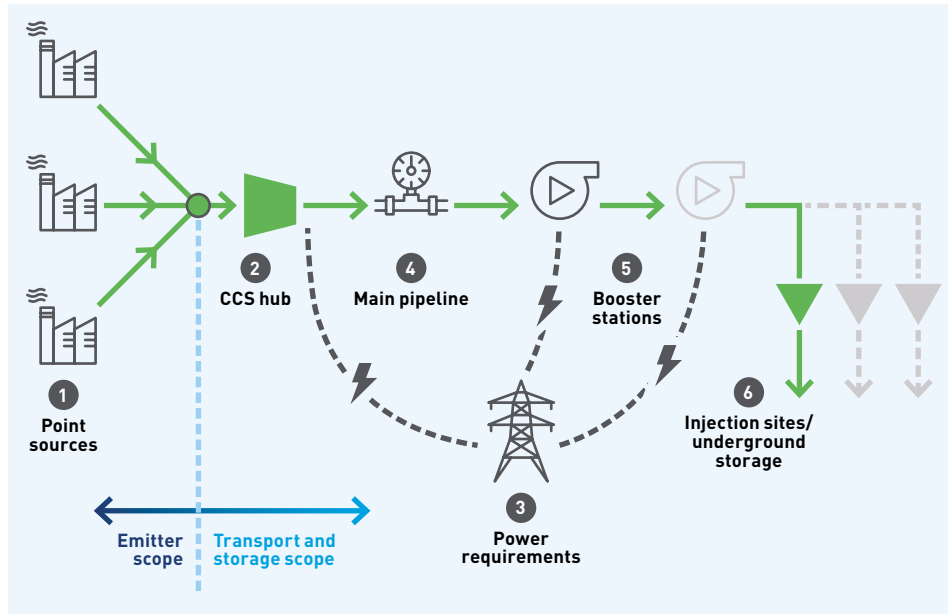 1
Point
sources
2
CCS hub
4
Main pipeline
5
Booster
stations
6
Injection sites/
underground
storage
3
Power
requirements
Emitter
scope
Transport and
storage scope